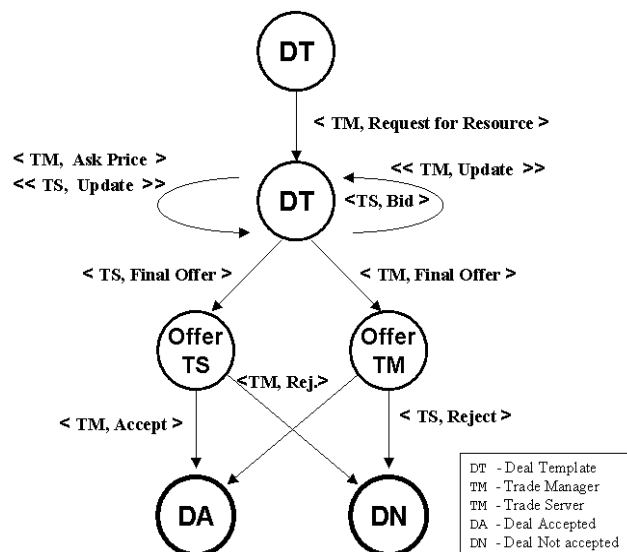 DT
< TM, Request for Resource >
< TM, Ask Price >
<< TS, Update >>
<< TM, Update >>
DT
<TS, Bid >
< TS, Final Offer >
< TM, Final Offer >
Offer
TS
Offer
TM
<TM, Rej.>
< TM, Accept >
< TS, Reject >
DA
DN
DT - Deal Template
TM - Trade Manager
TM - Trade Server
DA - Deal Accepted
DN - Deal Not accepted